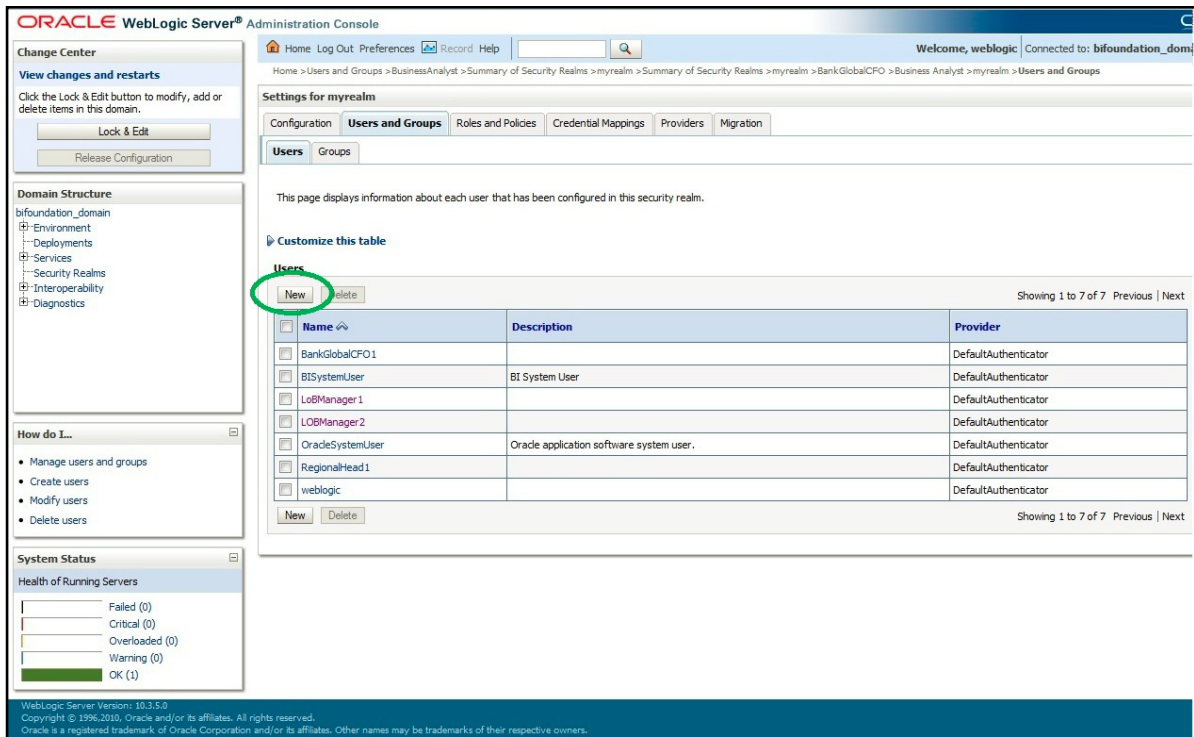 ORACLE WebLogic Server® Administration Console
Change Center
View changes and restarts
Click the Lock & Edit button to modify, add or
delete items in this domain.
Lock & Edit
Release Configuration
Domain Structure
bifoundation_domain
Environment
Deployments
Services
Security Realms
Interoperability
Diagnostics
How do I...
Manage users and groups
Create users
Modify users
Delete users
System Status
Health of Running Servers
Failed (0)
Critical (0)
Overloaded (0)
Warning (0)
OK (1)
Home Log Out Preferences Record Help
Welcome, weblogic Connected to: bifoundation_doma
Home >Users and Groups >BusinessAnalyst >Summary of Security Realms >myrealm >Summary of Security Realms >myrealm >BankGlobalCFO >Business Analyst >myrealm >Users and Groups
Settings for myrealm
Configuration Users and Groups Roles and Policies Credential Mappings Providers Migration
Users Groups
This page displays information about each user that has been configured in this security realm.
Customize this table
Users
New Delete Showing 1 to 7 of 7 Previous | Next
Name Description Provider
BankGlobalCFO1 DefaultAuthenticator
BISystemUser BI System User DefaultAuthenticator
LoBManager1 DefaultAuthenticator
LOBManager2 DefaultAuthenticator
OracleSystemUser Oracle application software system user. DefaultAuthenticator
RegionalHead1 DefaultAuthenticator
weblogic DefaultAuthenticator
New Delete Showing 1 to 7 of 7 Previous | Next
WebLogic Server Version: 10.3.5.0
Copyright © 1996,2010, Oracle and/or its affiliates. All rights reserved.
Oracle is a registered trademark of Oracle Corporation and/or its affiliates. Other names may be trademarks of their respective owners.